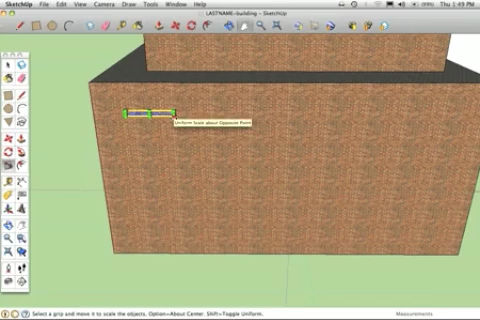 SketchUp File Edit View Camera Draw Tools Window Help
Thu 1:49 PM
LASTNAME-building – SketchUp
Uniform Scale about Opposite Point
Select a grip and move it to scale the objects, Option=About Center. Shift=Toggle Uniform.
Measurements